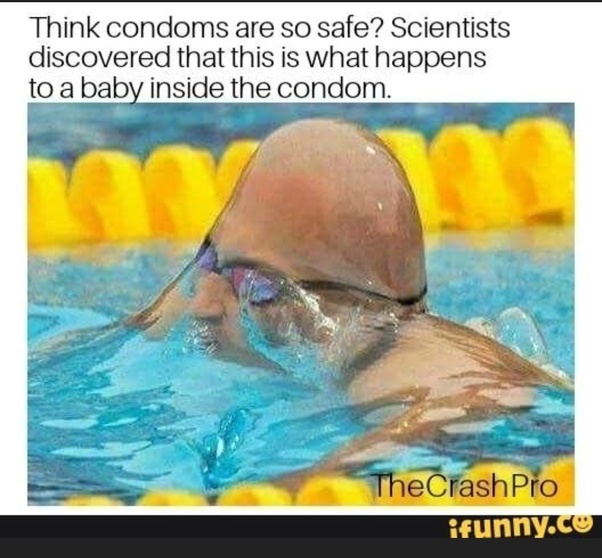 Think condoms are so safe? Scientists
discovered that this is what happens
to a baby inside the condom.
TheCrashPro
ifunny.co